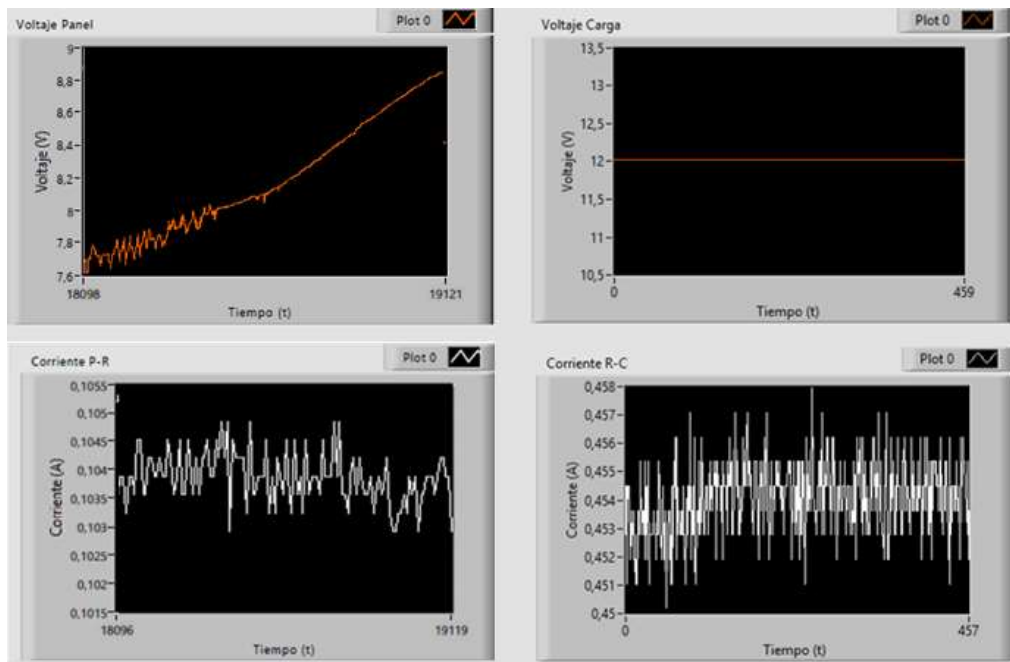 Voltaje Panel
Plot 0
9
8,8
8,6
8,4
8,2
8
7,8
7,6
Voltaje (V)
18098
19121
Tiempo (t)
Voltaje Carga
Plot 0
13,5
13
12,5
12
11,5
11
10,5
Voltaje (V)
0
459
Tiempo (t)
Corriente P-R
Plot 0
0,1055
0,105
0,1045
0,104
0,1035
0,103
0,1025
0,102
0,1015
Corriente (A)
18096
19119
Tiempo (t)
Corriente R-C
Plot 0
0,458
0,457
0,456
0,455
0,454
0,453
0,452
0,451
0,45
Corriente (A)
0
457
Tiempo (t)